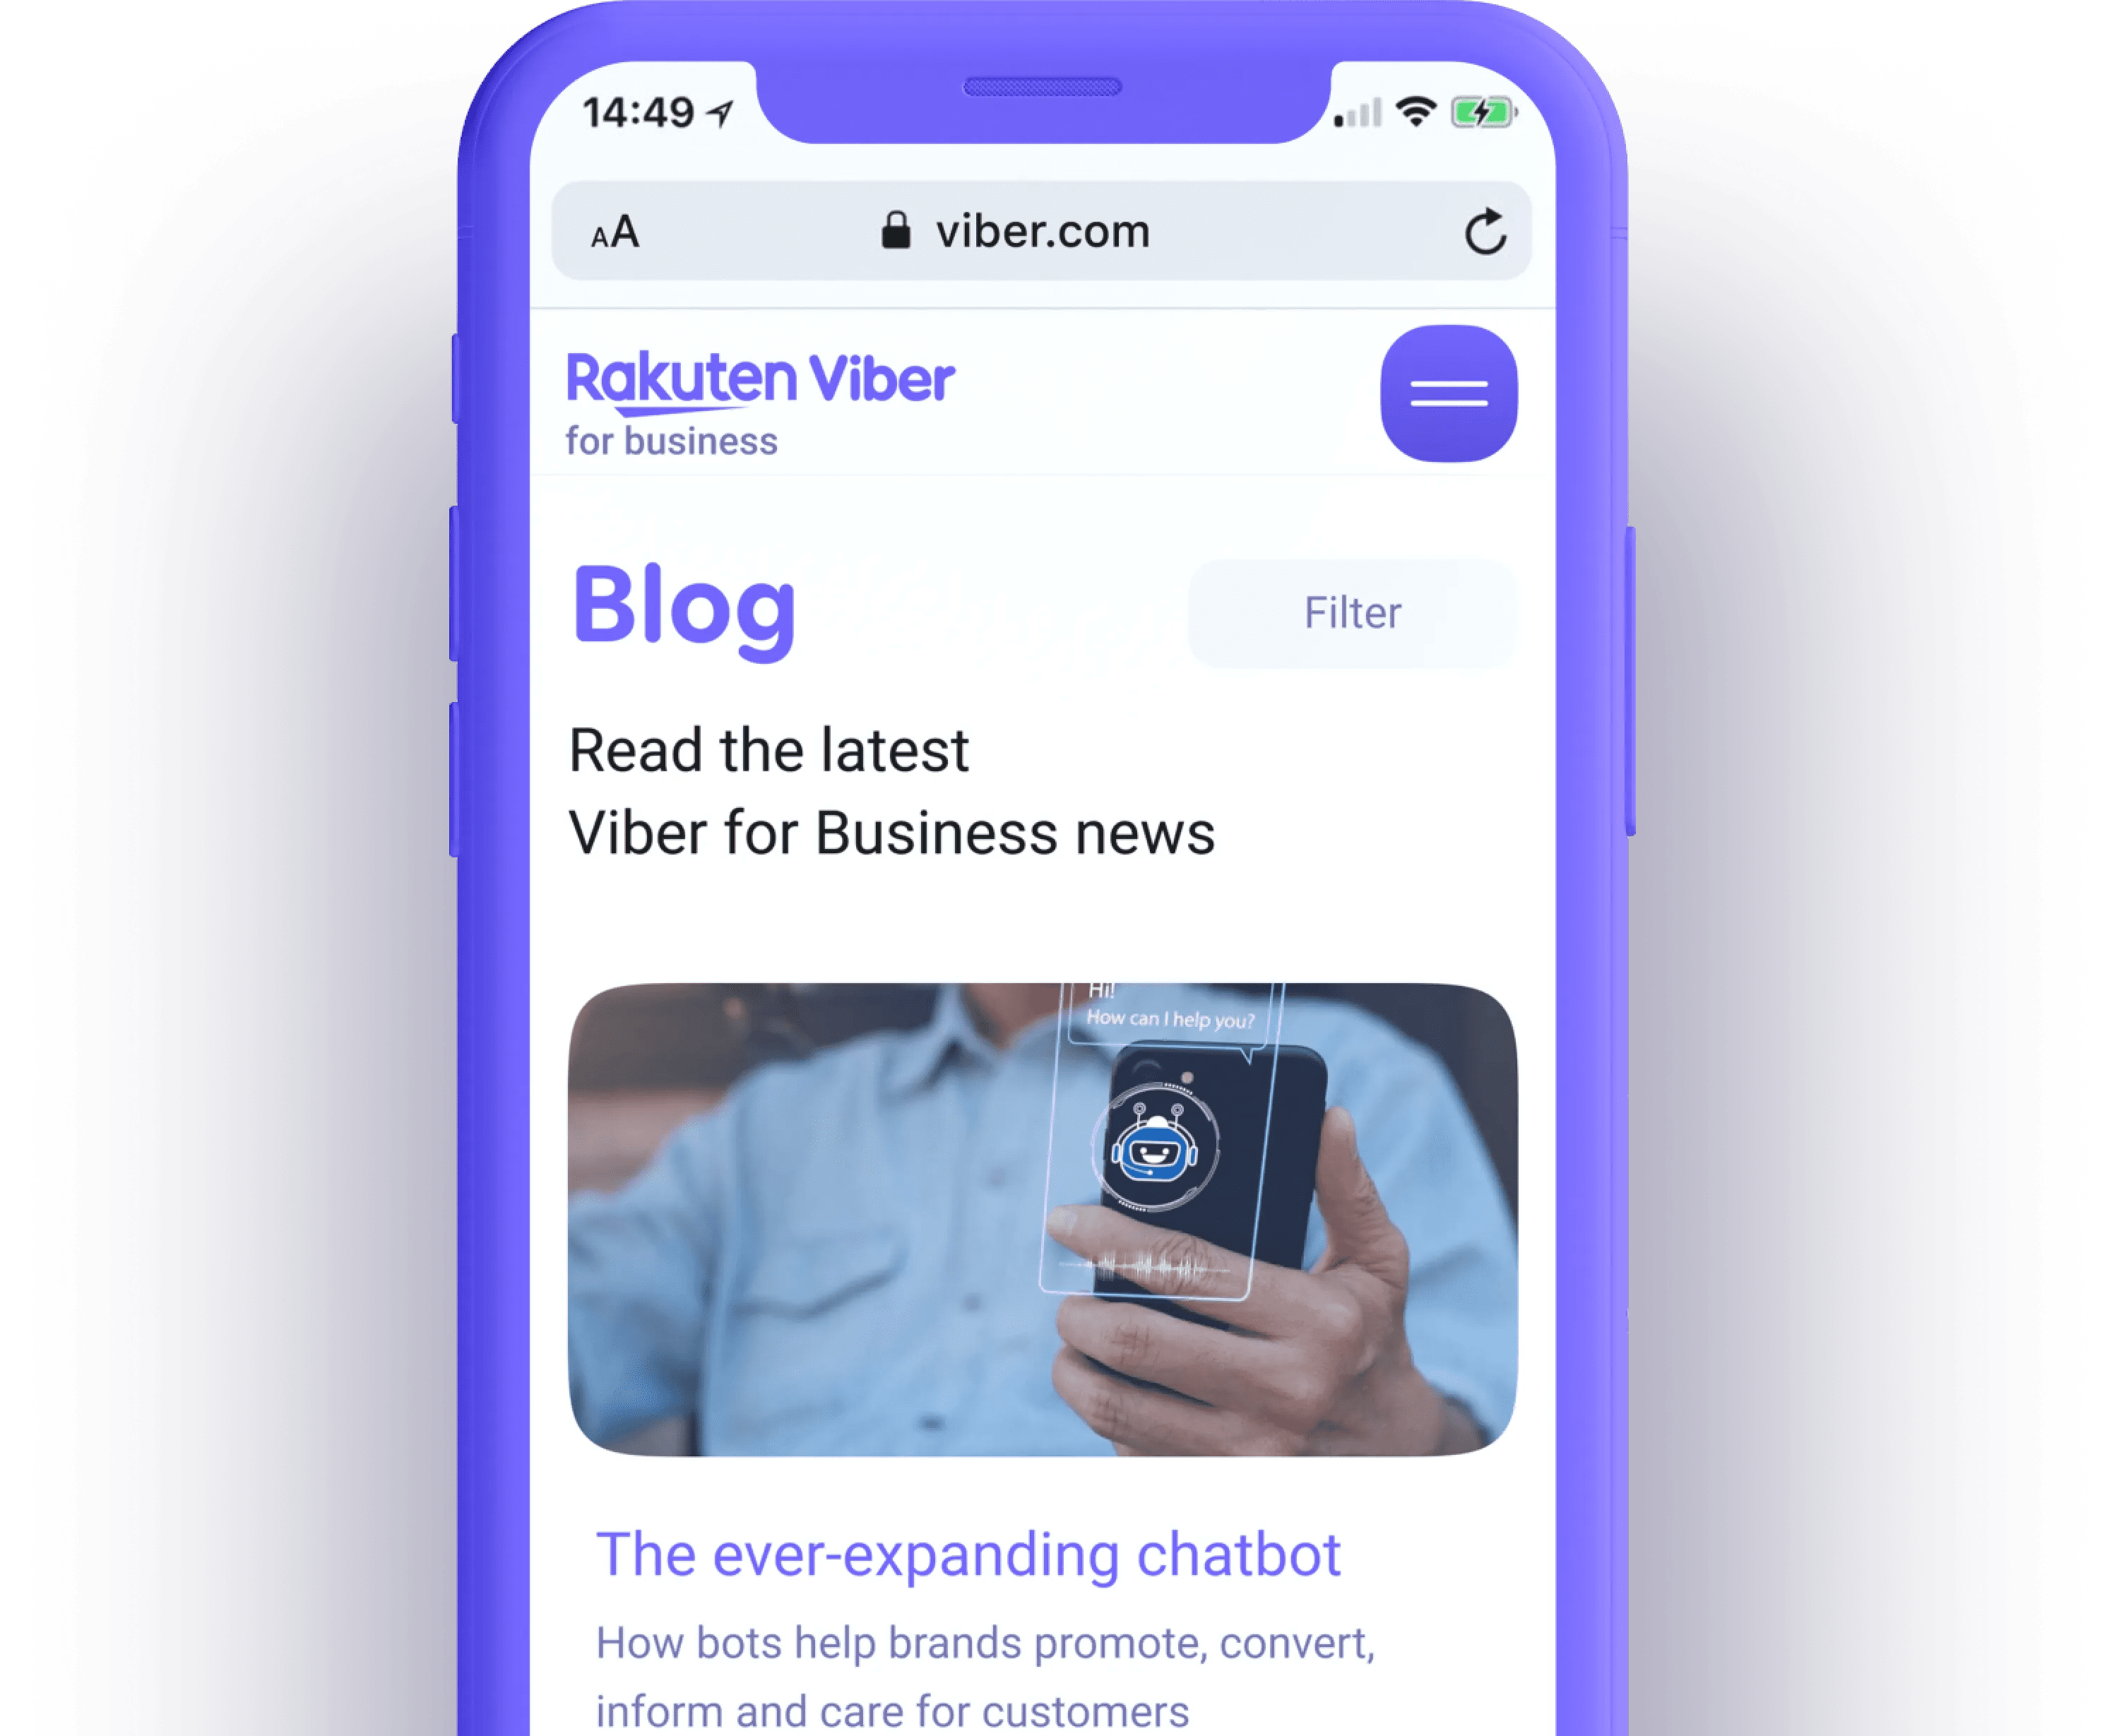 14:49
AA viber.com
Rakuten Viber
for business
Blog
Filter
Read the latest
Viber for Business news
Hi!
How can I help you?
The ever-expanding chatbot
How bots help brands promote, convert,
inform and care for customers